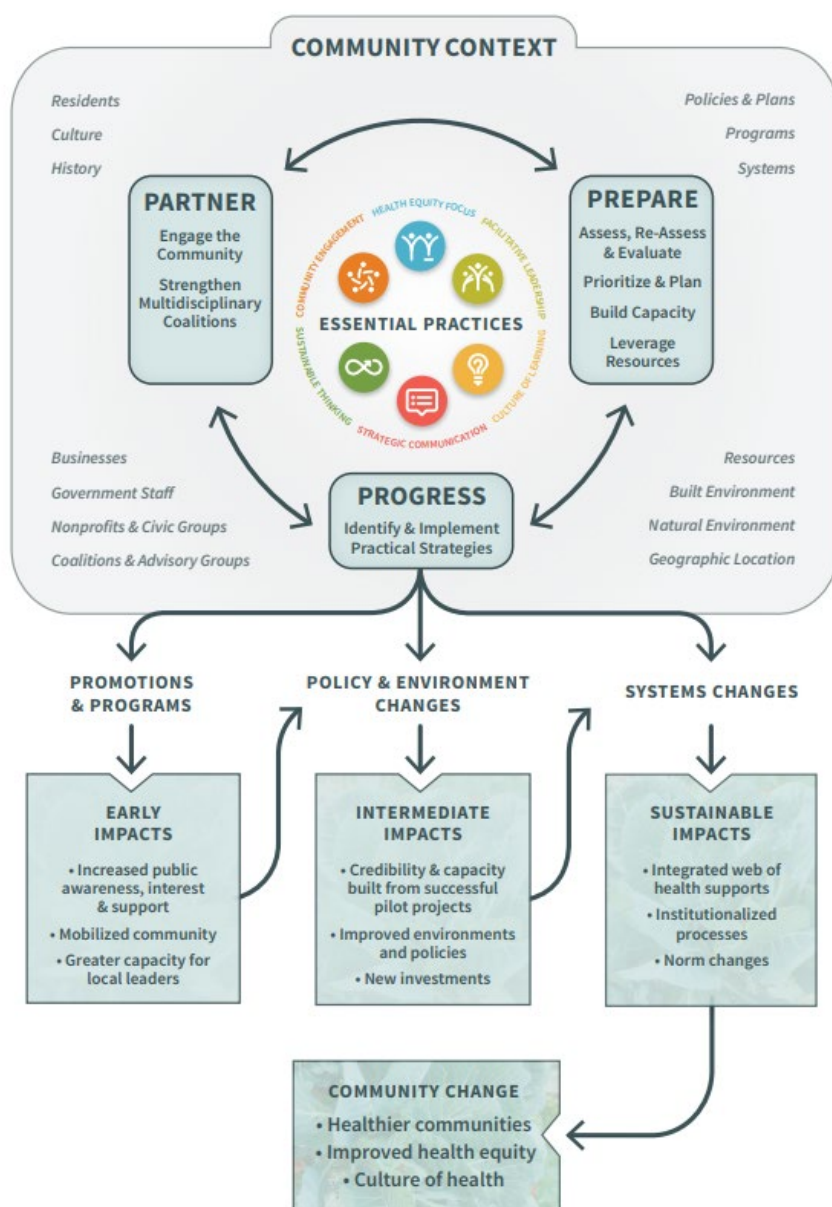 COMMUNITY CONTEXT
Residents
Culture
History
Policies & Plans
Programs
Systems
PARTNER
Engage the
Community
Strengthen
Multidisciplinary
Coalitions
HEALTH EQUITY FOCUS
FACILITATIVE LEADERSHIP
CULTURE OF LEARNING
STRATEGIC COMMUNICATION
SUSTAINABLE THINKING
COMMUNITY ENGAGEMENT
ESSENTIAL PRACTICES
PREPARE
Assess, Re-Assess
& Evaluate
Prioritize & Plan
Build Capacity
Leverage
Resources
Businesses
Government Staff
Nonprofits & Civic Groups
Coalitions & Advisory Groups
PROGRESS
Identify & Implement
Practical Strategies
Resources
Built Environment
Natural Environment
Geographic Location
PROMOTIONS
& PROGRAMS
POLICY & ENVIRONMENT
CHANGES
SYSTEMS CHANGES
EARLY
IMPACTS
• Increased public
awareness, interest
& support
• Mobilized community
• Greater capacity for
local leaders
INTERMEDIATE
IMPACTS
• Credibility & capacity
built from successful
pilot projects
• Improved environments
and policies
• New investments
SUSTAINABLE
IMPACTS
• Integrated web of
health supports
• Institutionalized
processes
• Norm changes
COMMUNITY CHANGE
• Healthier communities
• Improved health equity
• Culture of health